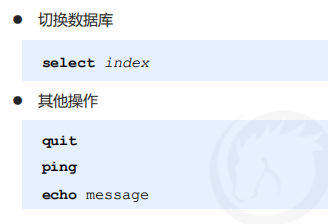 ● 切换数据库
select index
● 其他操作
quit
ping
echo message